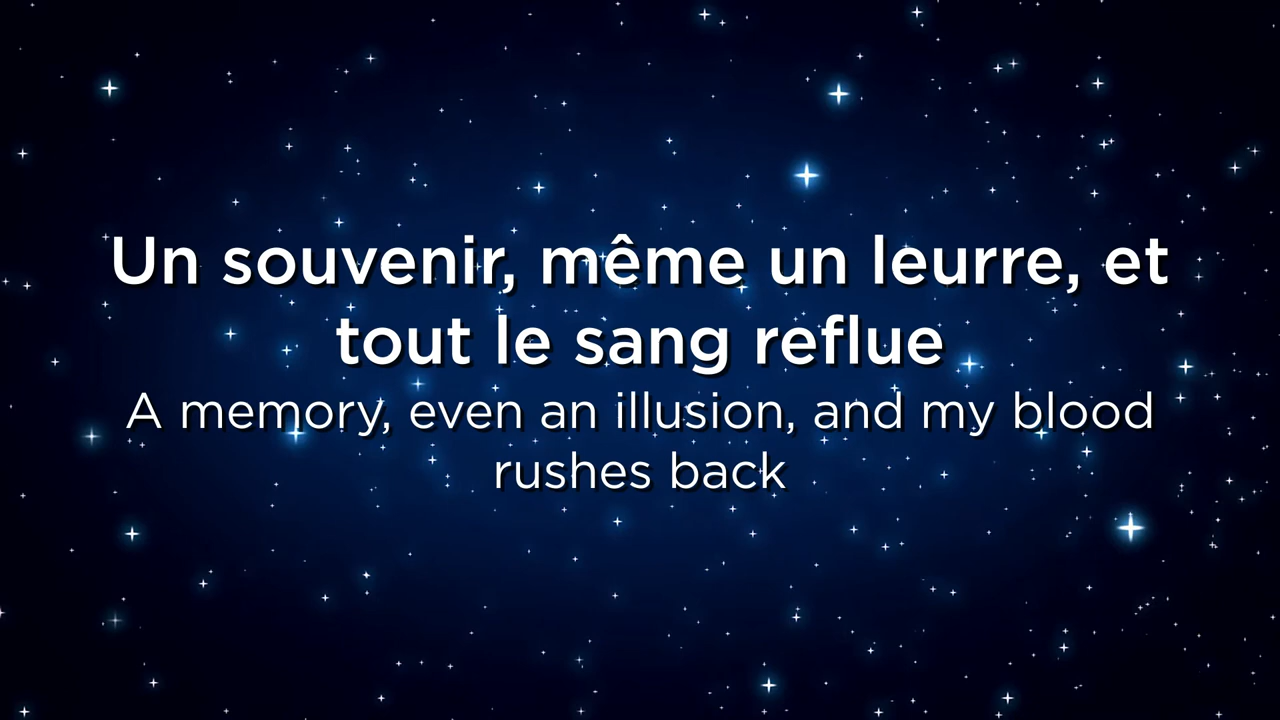 Un souvenir, même un leurre, et
tout le sang reflue
A memory, even an illusion, and my blood
rushes back